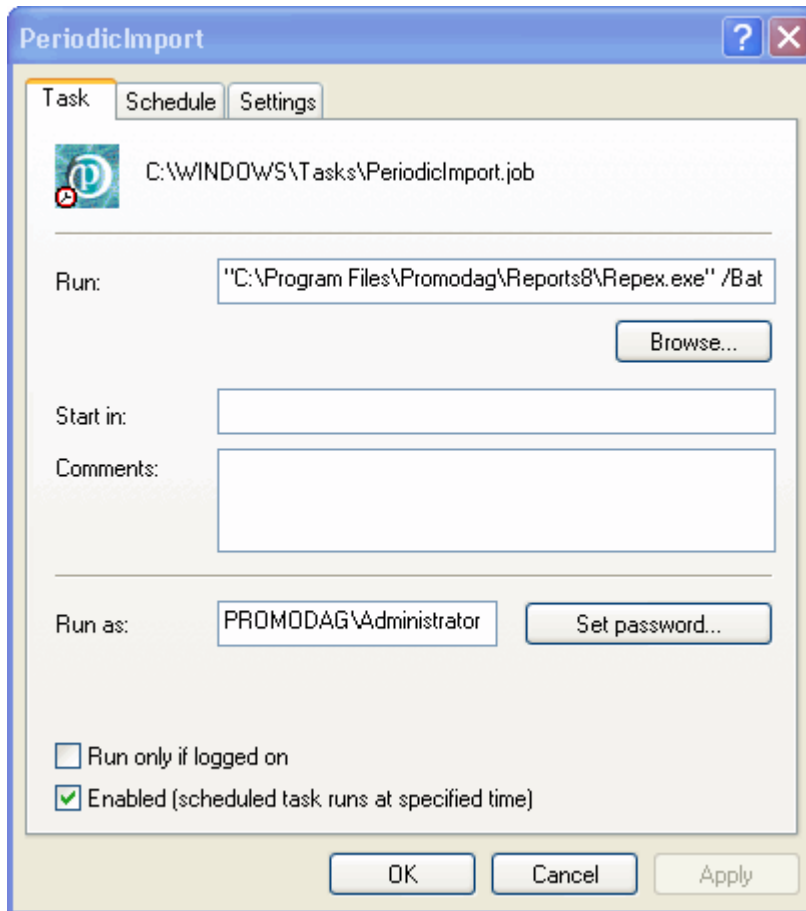 PeriodicImport
Task Schedule Settings
C:\WINDOWS\Tasks\PeriodicImport.job
Run: "C:\Program Files\Promodag\Reports8\Repex.exe" /Bat
Browse...
Start in:
Comments:
Run as: PROMODAG\Administrator Set password...
Run only if logged on
Enabled (scheduled task runs at specified time)
OK Cancel Apply